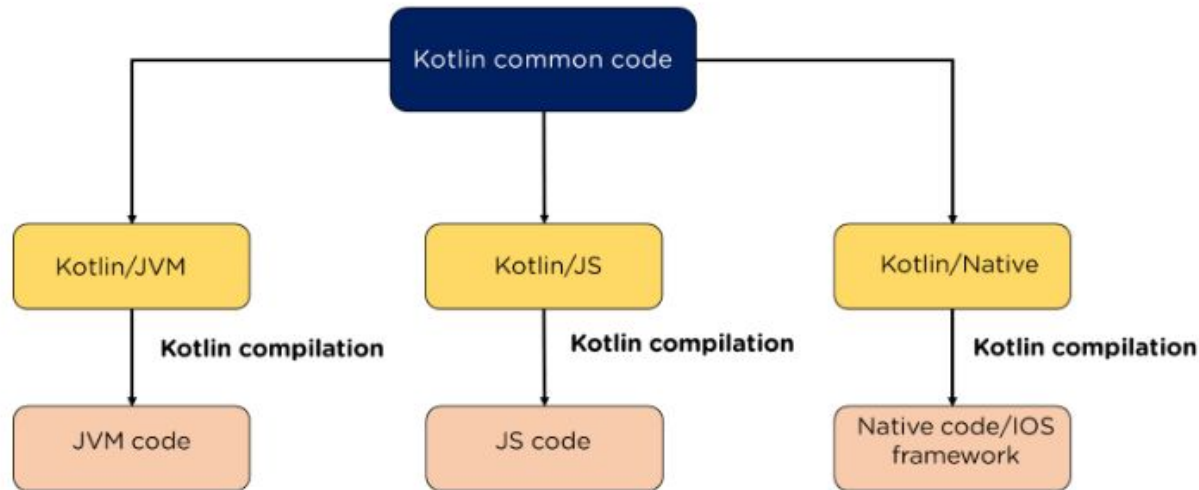 Kotlin common code
Kotlin/JVM
Kotlin/JS
Kotlin/Native
Kotlin compilation
Kotlin compilation
Kotlin compilation
JVM code
JS code
Native code/IOS
framework